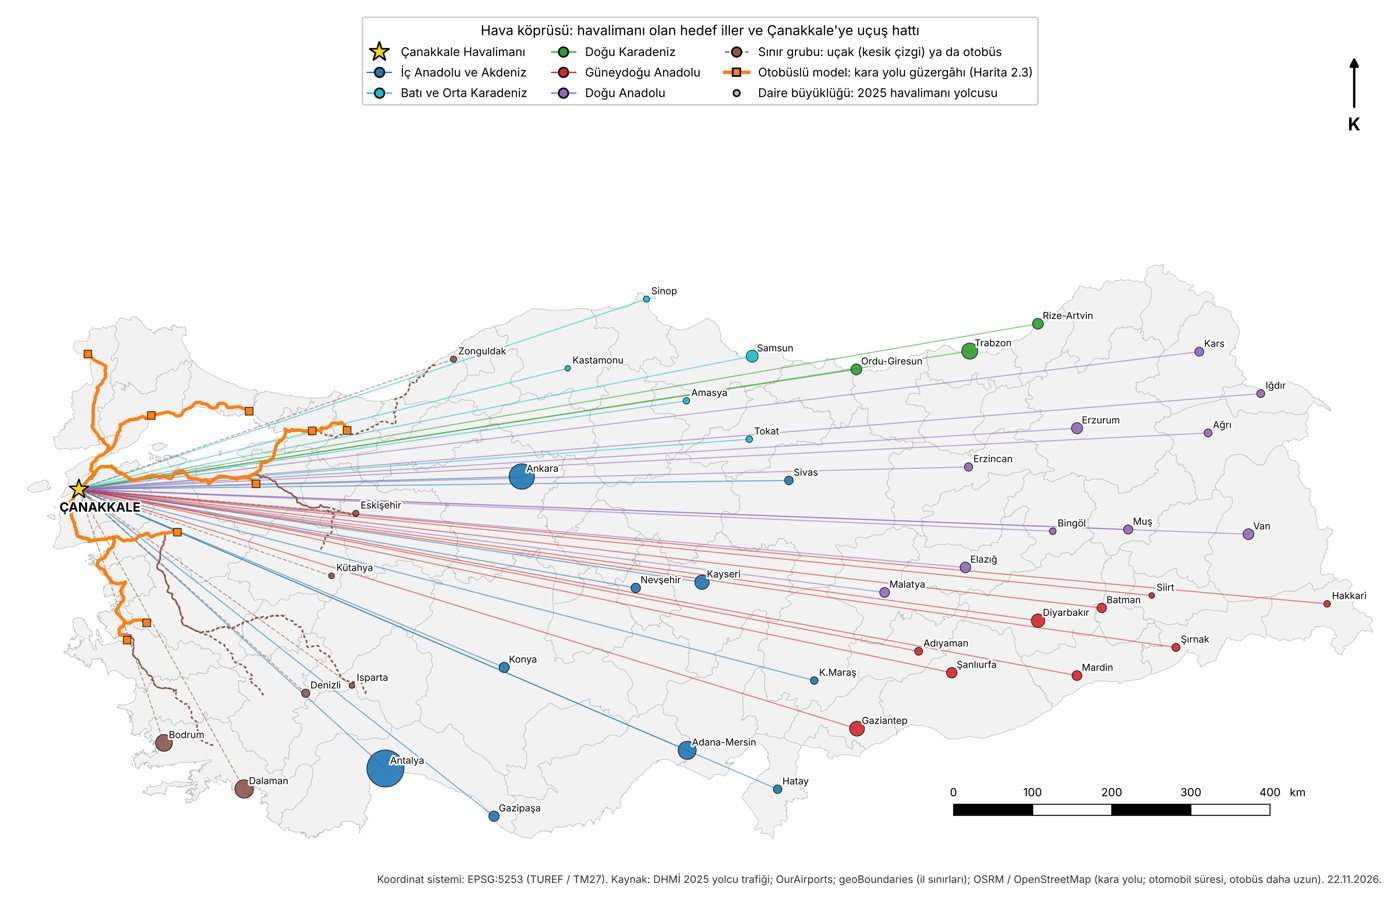 Hava köprüsü: havalimanı olan hedef iller ve Çanakkale'ye uçuş hattı
Çanakkale Havalimanı
İç Anadolu ve Akdeniz
Batı ve Orta Karadeniz
Doğu Karadeniz
Güneydoğu Anadolu
Doğu Anadolu
Sınır grubu: uçak (kesik çizgi) ya da otobüs
Otobüslü model: kara yolu güzergâhı (Harita 2.3)
Daire büyüklüğü: 2025 havalimanı yolcusu
K
Sinop
Rize-Artvin
Zonguldak
Kastamonu
Samsun
Trabzon
Ordu-Giresun
Kars
Iğdır
Amasya
Tokat
Erzurum
Ağrı
Ankara
Sivas
Erzincan
ÇANAKKALE
Eskişehir
Bingöl
Muş
Van
Kütahya
Nevşehir
Kayseri
Elazığ
Malatya
Siirt
Batman
Hakkari
Diyarbakır
Adıyaman
Şırnak
Konya
Şanlıurfa
Mardin
K.Maraş
Denizli
Isparta
Gaziantep
Bodrum
Adana-Mersin
Antalya
Dalaman
Hatay
Gazipaşa
0 100 200 300 400 km
Koordinat sistemi: EPSG:5253 (TUREF / TM27). Kaynak: DHMİ 2025 yolcu trafiği; OurAirports; geoBoundaries (il sınırları); OSRM / OpenStreetMap (kara yolu; otomobil süresi, otobüs daha uzun). 22.11.2026.